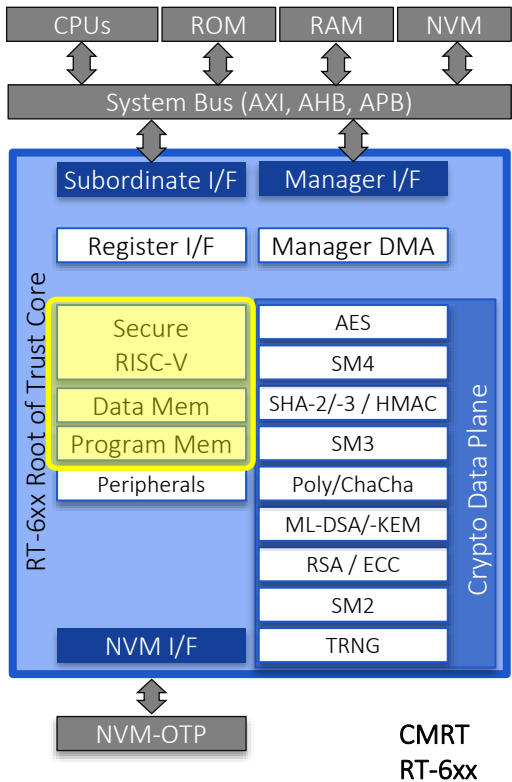 CPUs
ROM
RAM
NVM
System Bus (AXI, AHB, APB)
Subordinate I/F
Manager I/F
Register I/F
Manager DMA
RT-6xx Root of Trust Core
Secure
RISC-V
Data Mem
Program Mem
Peripherals
NVM I/F
AES
SM4
SHA-2/-3 / HMAC
SM3
Poly/ChaCha
ML-DSA/-KEM
RSA / ECC
SM2
TRNG
Crypto Data Plane
NVM-OTP
CMRT
RT-6xx